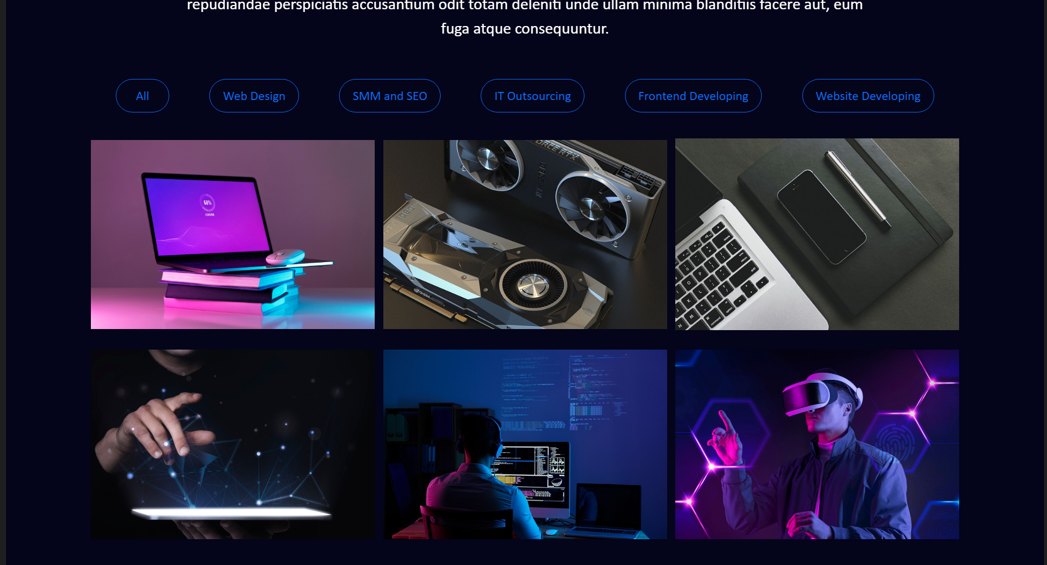 repudiandae perspiciatis accusantium odit totam deleniti unde ullam minima blanditiis facere aut, eum
fuga atque consequuntur.
All
Web Design
SMM and SEO
IT Outsourcing
Frontend Developing
Website Developing